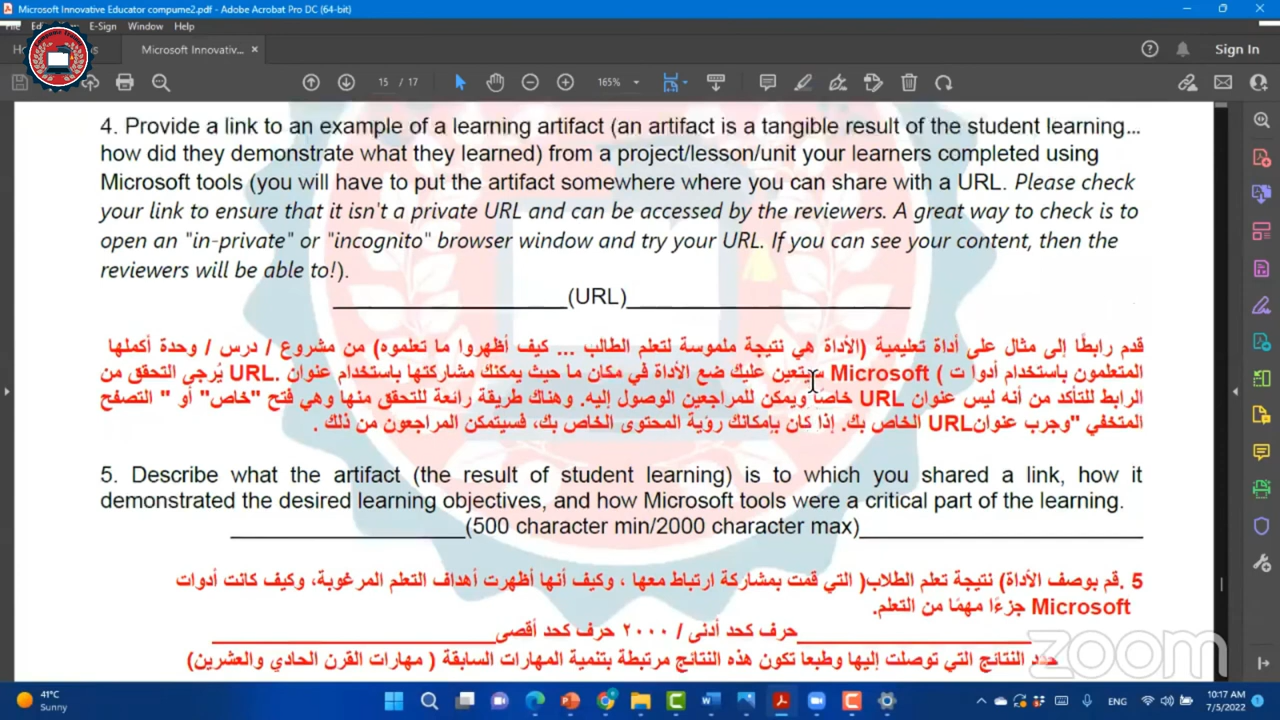 Microsoft Innovative Educator compume2.pdf - Adobe Acrobat Pro DC (64-bit)
E-Sign Window Help
Microsoft Innovativ... ×
Sign In
15 / 17
165%
4. Provide a link to an example of a learning artifact (an artifact is a tangible result of the student learning...
how did they demonstrate what they learned) from a project/lesson/unit your learners completed using
Microsoft tools (you will have to put the artifact somewhere where you can share with a URL. Please check
your link to ensure that it isn't a private URL and can be accessed by the reviewers. A great way to check is to
open an "in-private" or "incognito" browser window and try your URL. If you can see your content, then the
reviewers will be able to!).
____________________(URL)____________________
قدم رابطًا إلى مثال على أداة تعليمية (الأداة هي نتيجة ملموسة لتعلم الطالب ... كيف أظهروا ما تعلموه) من مشروع / درس / وحدة أكملها
المتعلمون باستخدام أدوا ت ( Microsoft يتعين عليك ضع الأداة في مكان ما حيث يمكنك مشاركتها باستخدام عنوان .URL يُرجى التحقق من
الرابط للتأكد من أنه ليس عنوان URL خاصًا ويمكن للمراجعين الوصول إليه. وهناك طريقة رائعة للتحقق منها وهي فتح "خاص" أو " التصفح
المتخفي "وجرب عنوانURL الخاص بك. إذا كان بإمكانك رؤية المحتوى الخاص بك، فسيتمكن المراجعون من ذلك .
5. Describe what the artifact (the result of student learning) is to which you shared a link, how it
demonstrated the desired learning objectives, and how Microsoft tools were a critical part of the learning.
____________________(500 character min/2000 character max)____________________
5 .قم بوصف الأداة) نتيجة تعلم الطلاب( التي قمت بمشاركة ارتباط معها ، وكيف أنها أظهرت أهداف التعلم المرغوبة، وكيف كانت أدوات
Microsoft جزءًا مهمًا من التعلم.
____________________حرف كحد أدنى / ٢٠٠٠ حرف كحد أقصى____________________
حدد النتائج التي توصلت إليها وطبعا تكون هذه النتائج مرتبطة بتنمية المهارات السابقة ( مهارات القرن الحادي والعشرين)
zoom
41°C
Sunny
ENG
10:17 AM
7/5/2022